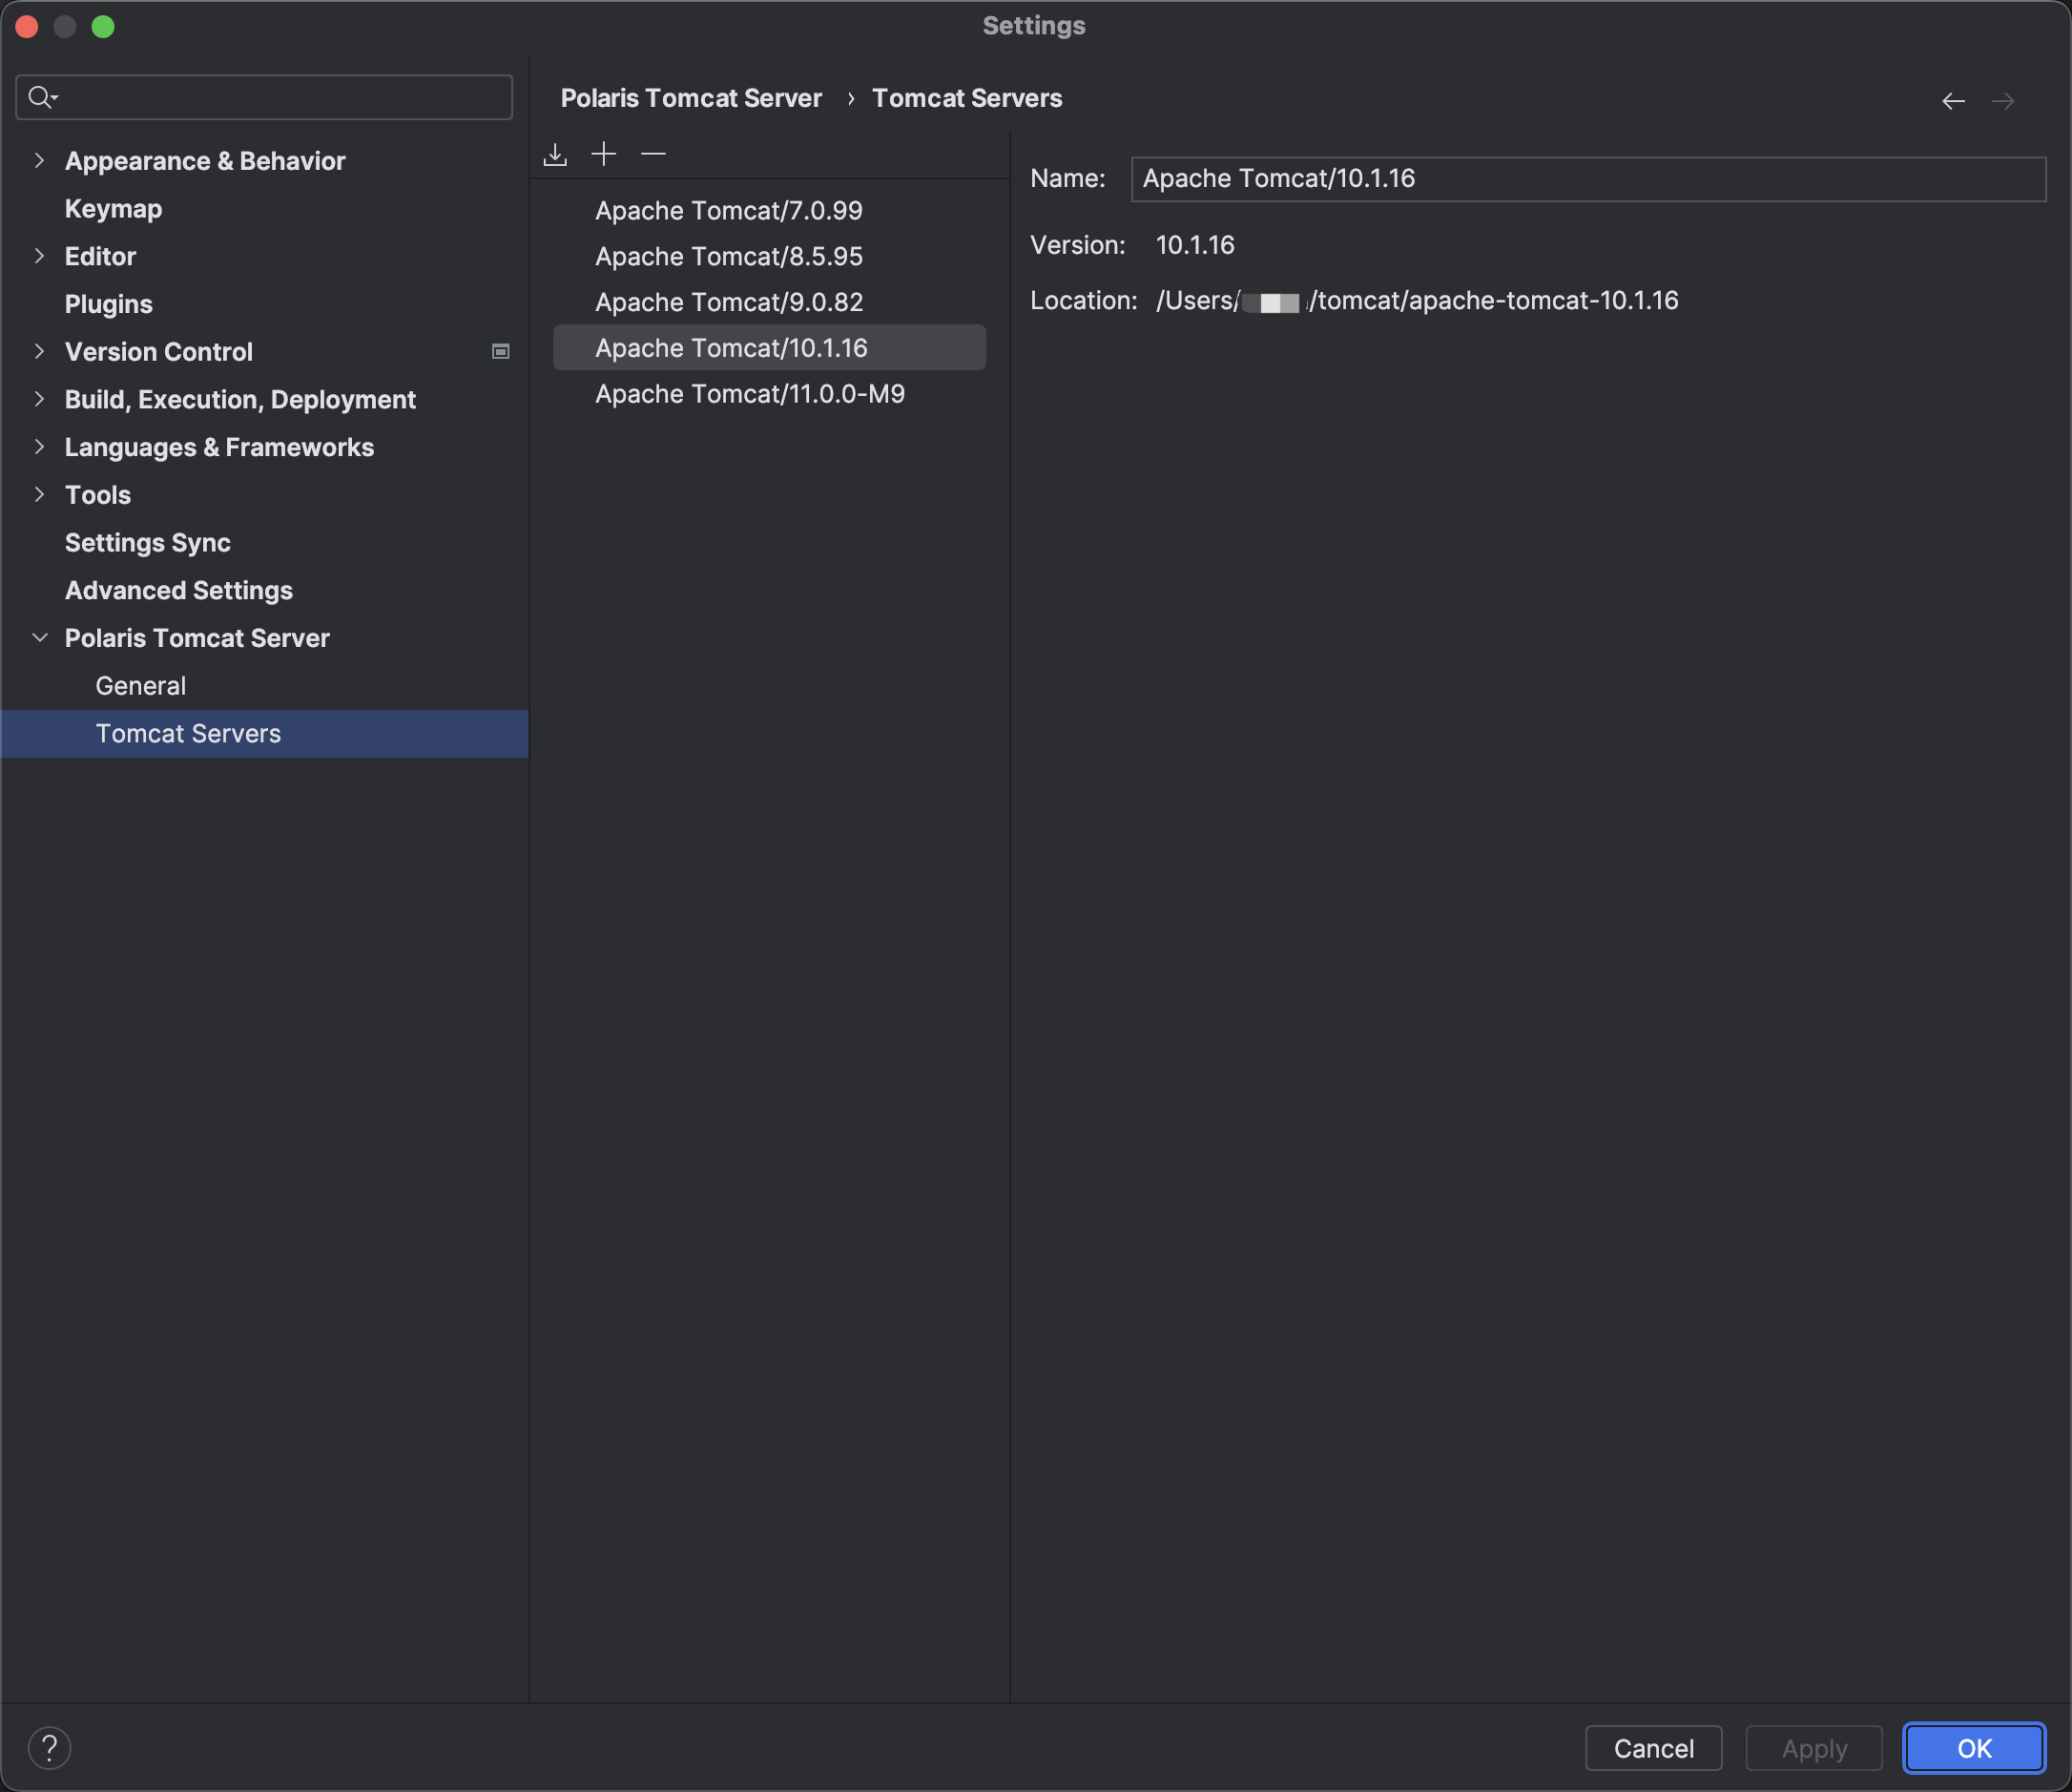 Settings
Appearance & Behavior
Keymap
Editor
Plugins
Version Control
Build, Execution, Deployment
Languages & Frameworks
Tools
Settings Sync
Advanced Settings
Polaris Tomcat Server
General
Tomcat Servers
Polaris Tomcat Server › Tomcat Servers
Apache Tomcat/7.0.99
Apache Tomcat/8.5.95
Apache Tomcat/9.0.82
Apache Tomcat/10.1.16
Apache Tomcat/11.0.0-M9
Name: Apache Tomcat/10.1.16
Version: 10.1.16
Location: /Users/ /tomcat/apache-tomcat-10.1.16
?
Cancel
Apply
OK